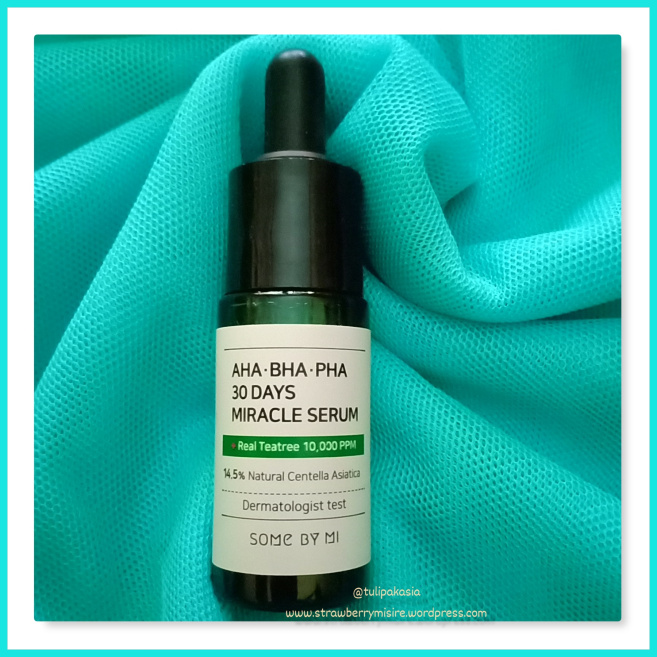 AHA·BHA·PHA
30 DAYS
MIRACLE SERUM
+ Real Teatree 10,000 PPM
14.5% Natural Centella Asiatica
Dermatologist test
SOME BY MI
@tulipakasia
www.strawberrymisire.wordpress.com